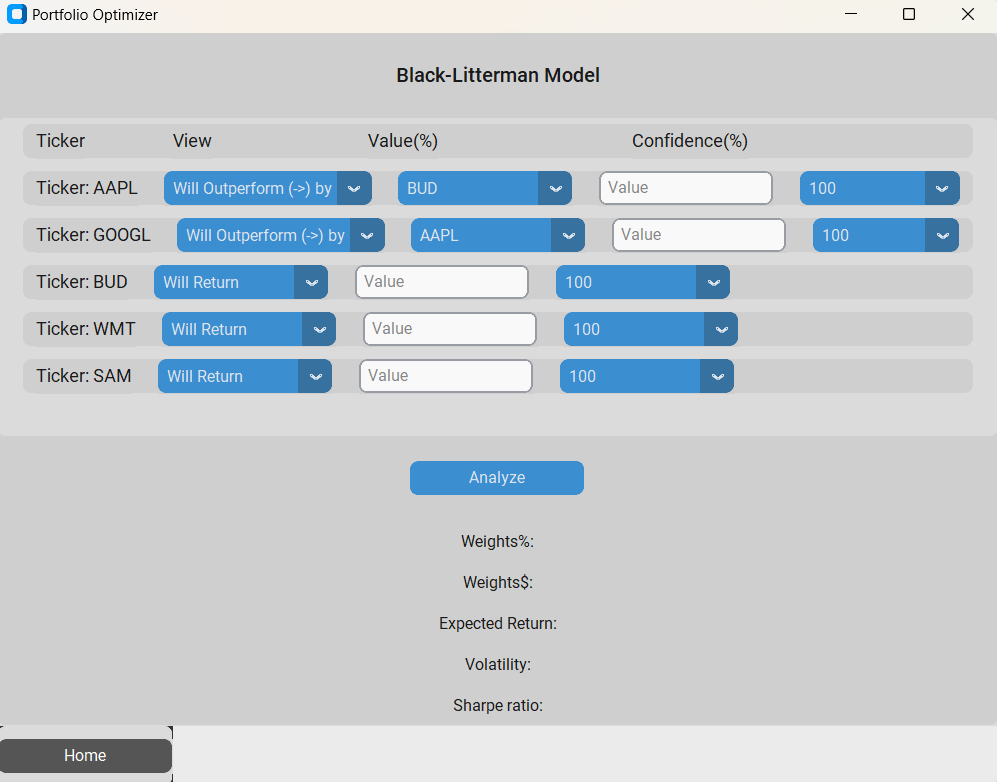 Portfolio Optimizer
Black-Litterman Model
Ticker View Value(%) Confidence(%)
Ticker: AAPL Will Outperform (->) by BUD Value 100
Ticker: GOOGL Will Outperform (->) by AAPL Value 100
Ticker: BUD Will Return Value 100
Ticker: WMT Will Return Value 100
Ticker: SAM Will Return Value 100
Analyze
Weights%:
Weights$:
Expected Return:
Volatility:
Sharpe ratio:
Home